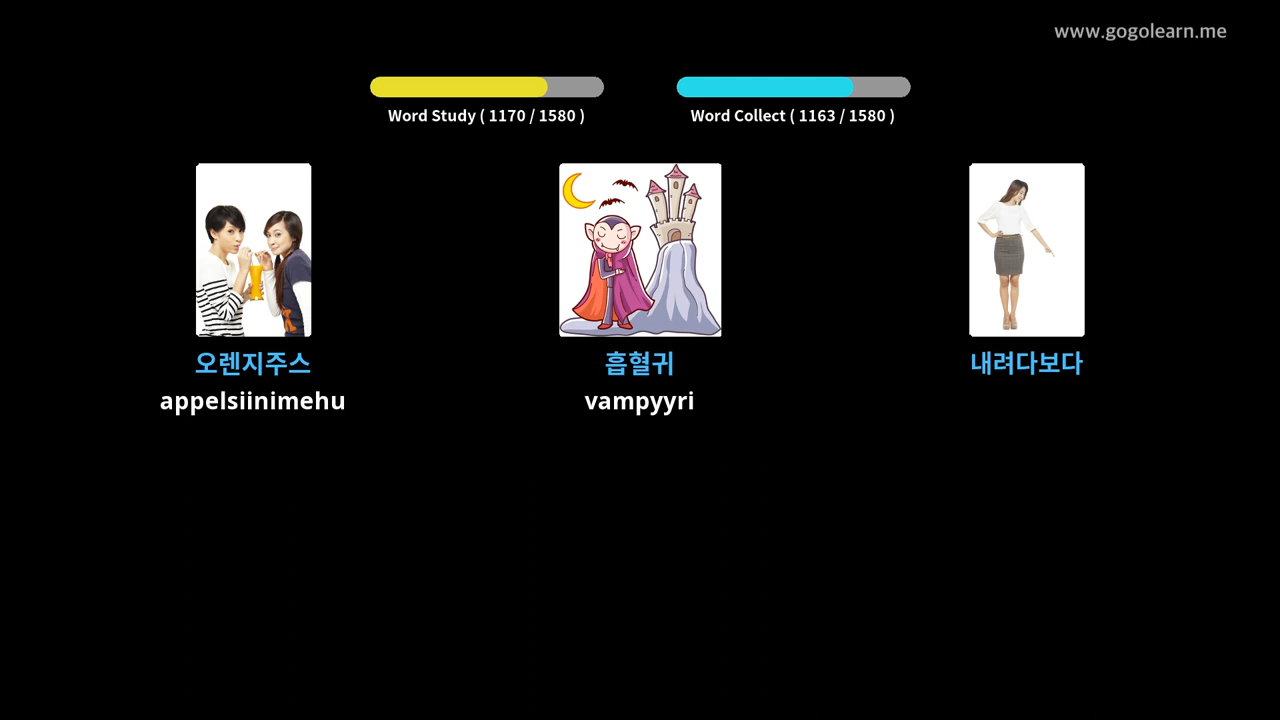 www.gogolearn.me
Word Study ( 1170 / 1580 )
Word Collect ( 1163 / 1580 )
오렌지주스
appelsiinimehu
흡혈귀
vampyyri
내려다보다